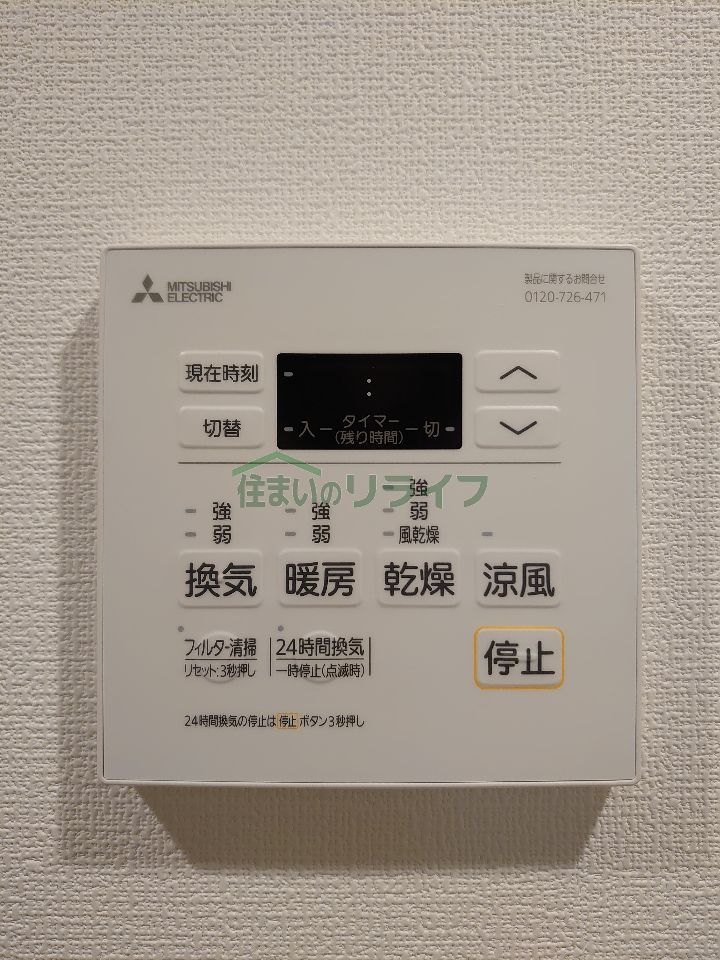 MITSUBISHI
ELECTRIC
製品に関するお問合せ
0120-726-471
現在時刻
切替
入 タイマー 切
(残り時間)
住まいのリライフ
強 強 強
弱 弱 弱
風乾燥
換気 暖房 乾燥 涼風
フィルター清掃
リセット:3秒押し
24時間換気
一時停止(点滅時)
停止
24時間換気の停止は停止ボタン3秒押し